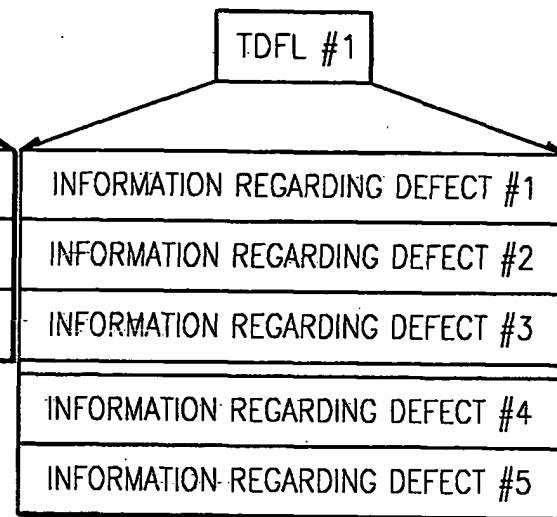 TDFL #1
INFORMATION REGARDING DEFECT #1
INFORMATION REGARDING DEFECT #2
INFORMATION REGARDING DEFECT #3
INFORMATION REGARDING DEFECT #4
INFORMATION REGARDING DEFECT #5